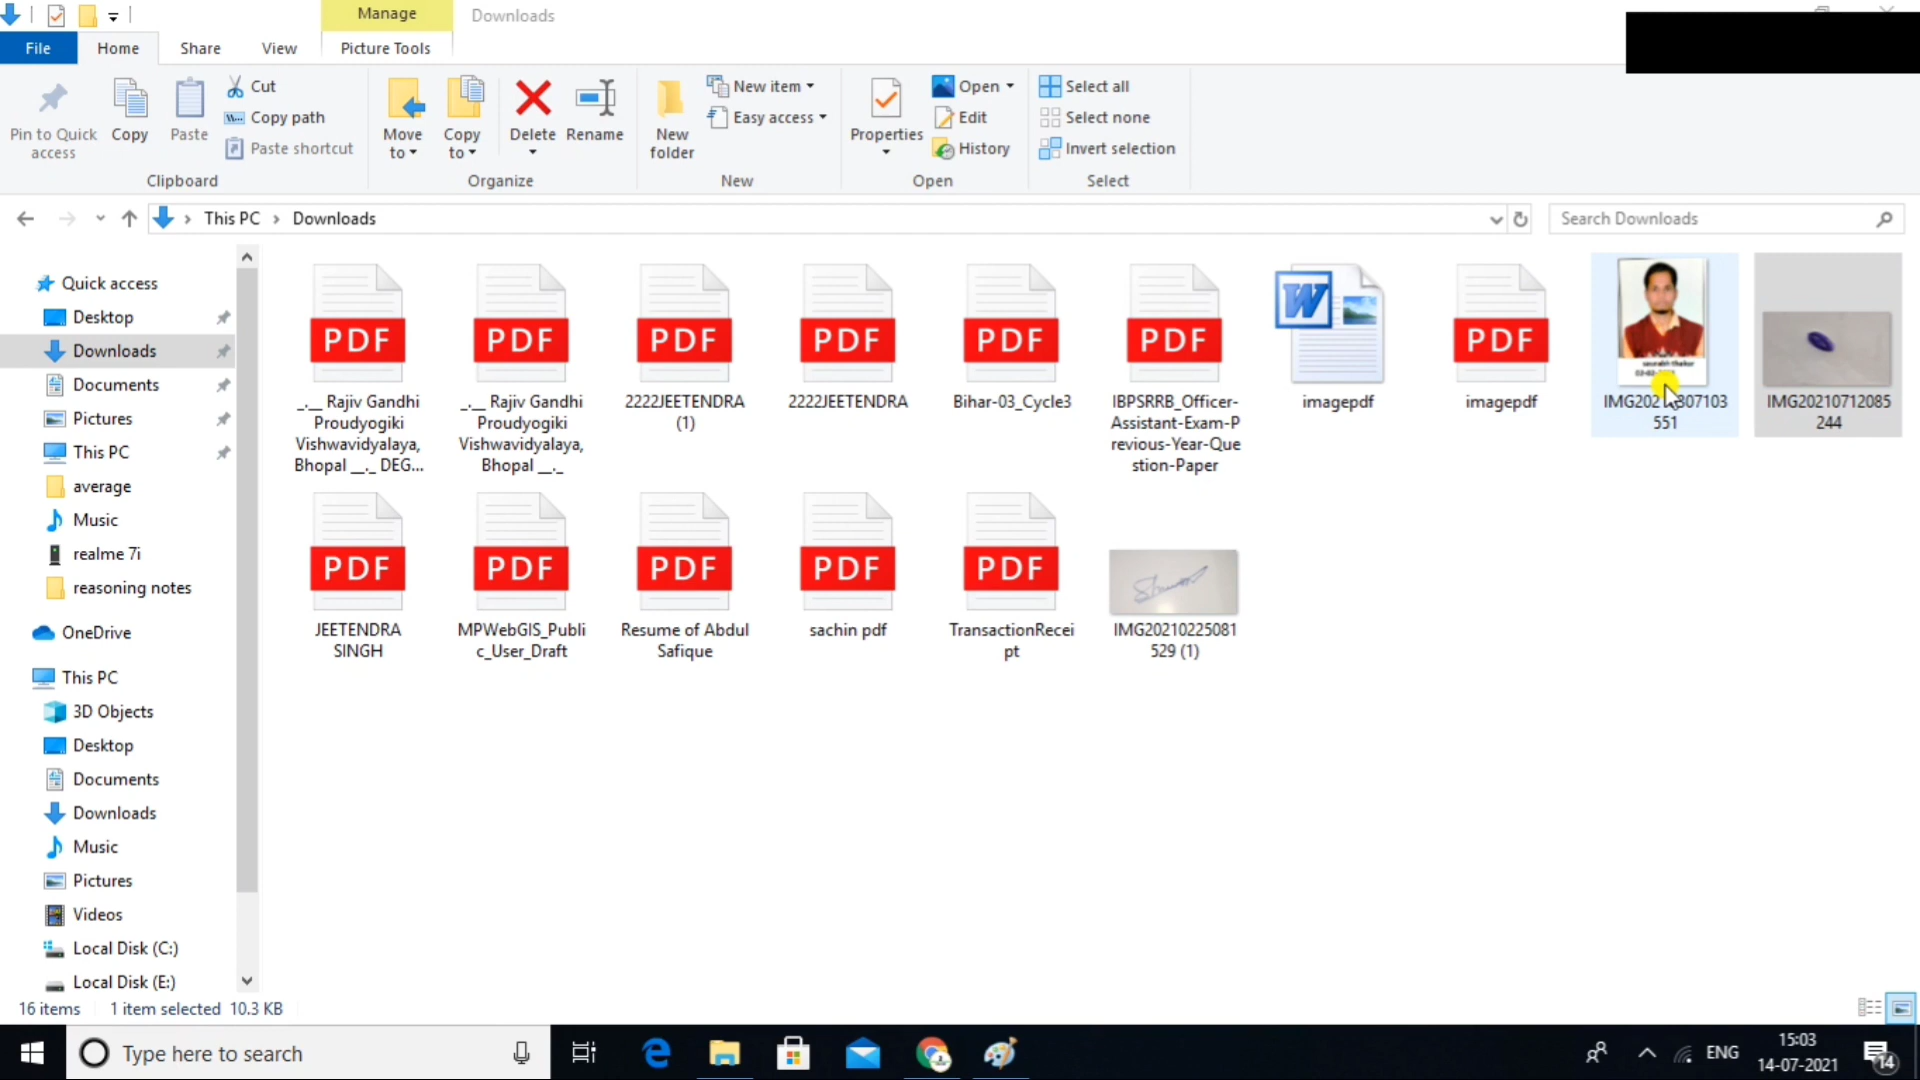 Manage
Downloads
File
Home
Share
View
Picture Tools
Pin to Quick
access
Copy
Paste
Cut
Copy path
Paste shortcut
Clipboard
Move
to
Copy
to
Delete
Rename
Organize
New
folder
New item
Easy access
New
Properties
Open
Edit
History
Open
Select all
Select none
Invert selection
Select
This PC
Downloads
Search Downloads
Quick access
Desktop
Downloads
Documents
Pictures
This PC
average
Music
realme 7i
reasoning notes
OneDrive
This PC
3D Objects
Desktop
Documents
Downloads
Music
Pictures
Videos
Local Disk (C:)
Local Disk (E:)
PDF
_.__ Rajiv Gandhi
Proudyogiki
Vishwavidyalaya,
Bhopal __._ DEG...
PDF
_.__ Rajiv Gandhi
Proudyogiki
Vishwavidyalaya,
Bhopal __._
PDF
2222JEETENDRA
(1)
PDF
2222JEETENDRA
PDF
Bihar-03_Cycle3
PDF
IBPSRRB_Officer-
Assistant-Exam-P
revious-Year-Que
stion-Paper
W
imagepdf
PDF
imagepdf
saurabh thakur
551
IMG20210712085
244
PDF
JEETENDRA
SINGH
PDF
MPWebGIS_Publi
c_User_Draft
PDF
Resume of Abdul
Safique
PDF
sachin pdf
PDF
TransactionRecei
pt
IMG20210225081
529 (1)
16 items
1 item selected 10.3 KB
Type here to search
ENG
15:03
14-07-2021
14